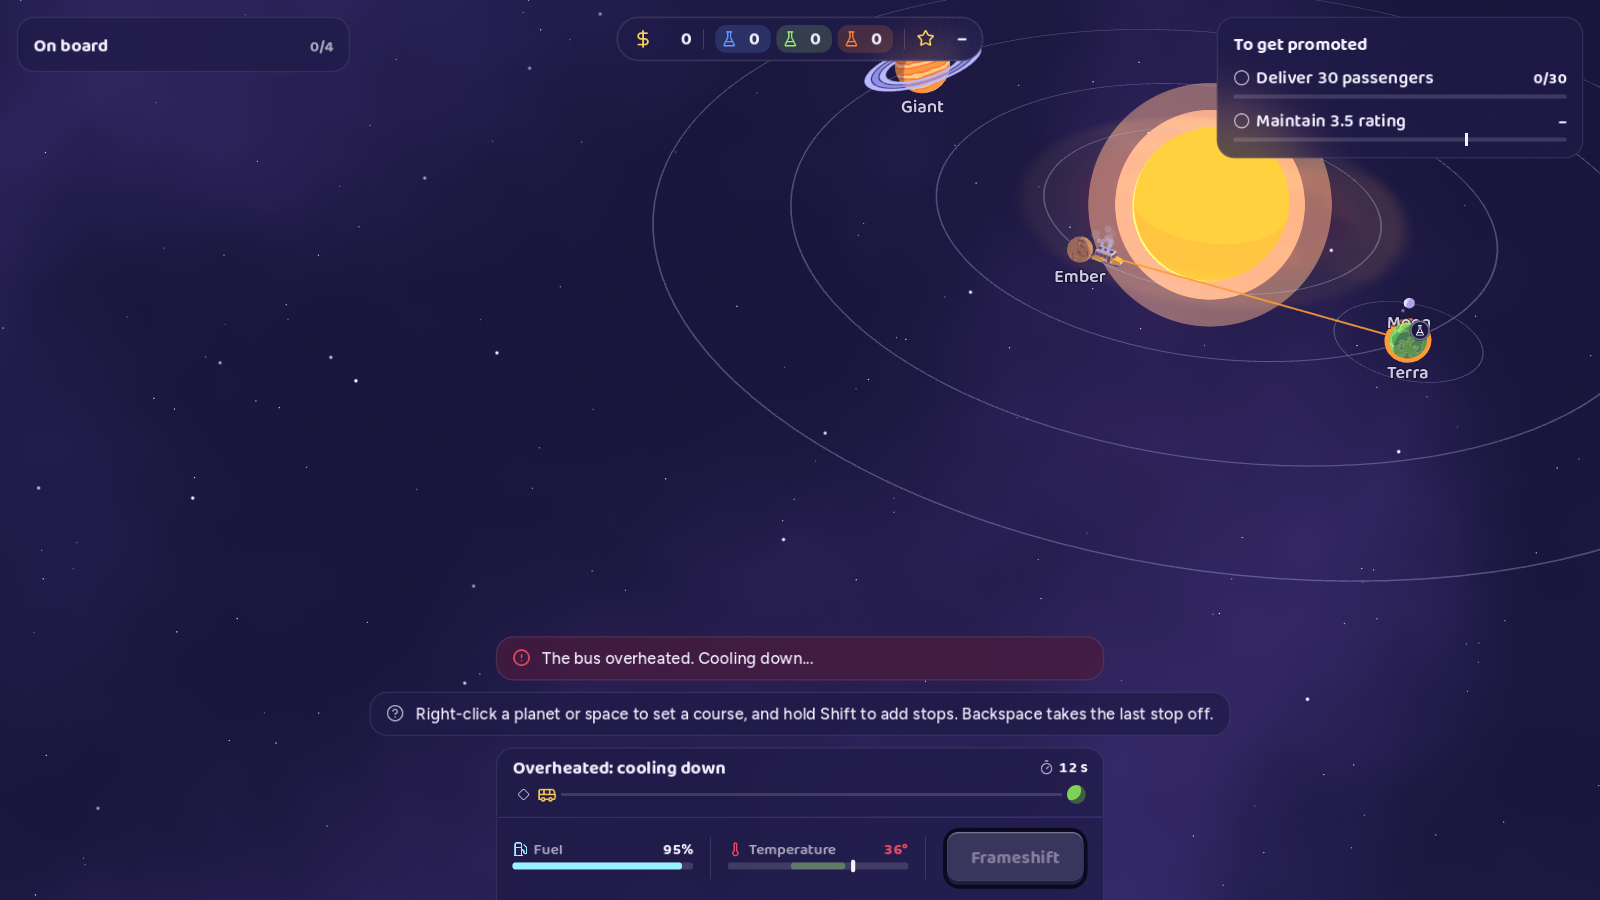 On board 0/4
$ 0 0 0 0 –
To get promoted
Deliver 30 passengers 0/30
Maintain 3.5 rating –
Giant
Ember
Terra
The bus overheated. Cooling down...
Right-click a planet or space to set a course, and hold Shift to add stops. Backspace takes the last stop off.
Overheated: cooling down 12 s
Fuel 95%
Temperature 36°
Frameshift